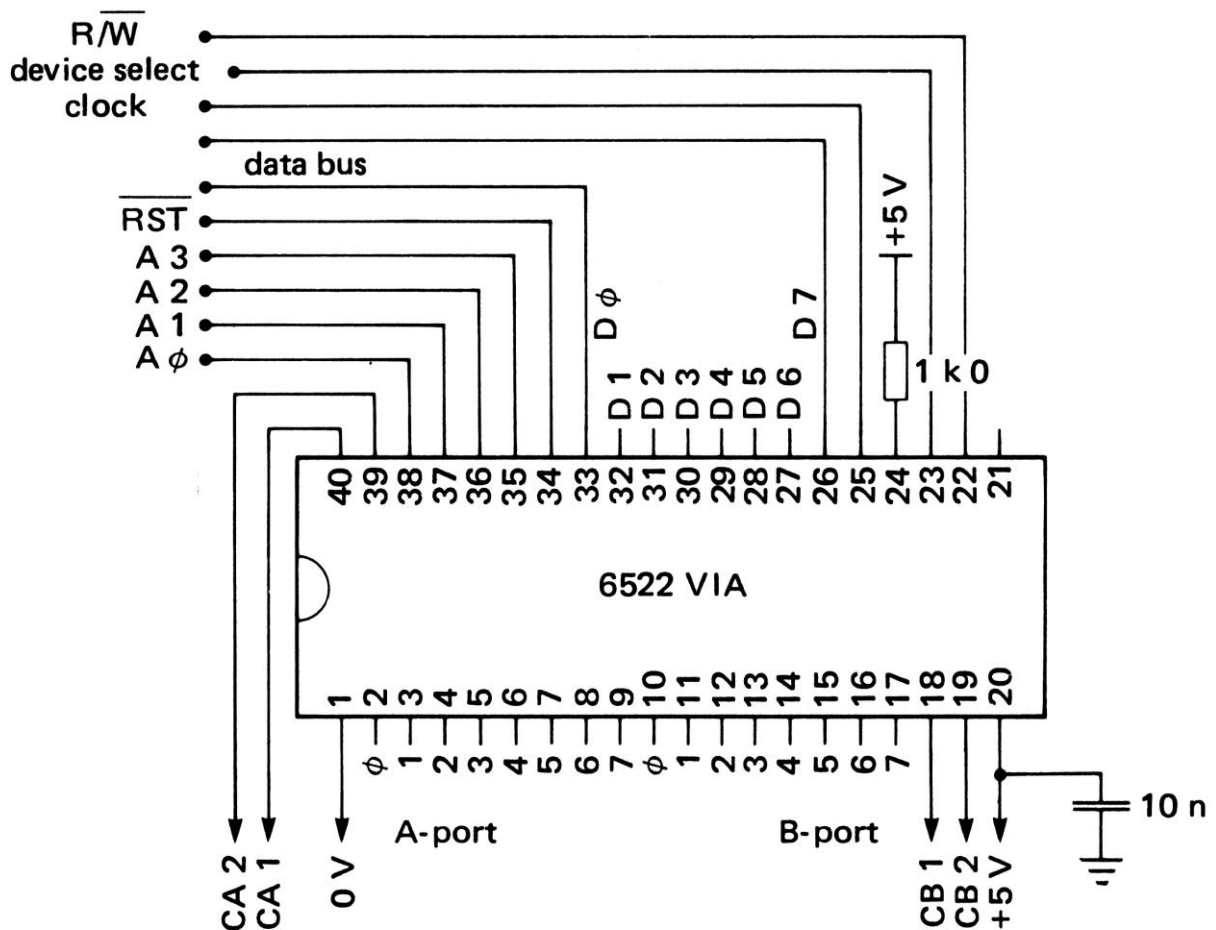 R/W
device select
clock
data bus
RST
A 3
A 2
A 1
A ϕ
+5 V
1 k 0
D ϕ
D 1
D 2
D 3
D 4
D 5
D 6
D 7
40 39 38 37 36 35 34 33 32 31 30 29 28 27 26 25 24 23 22 21
6522 VIA
1 2 3 4 5 6 7 8 9 10 11 12 13 14 15 16 17 18 19 20
ϕ 1 2 3 4 5 6 7 ϕ 1 2 3 4 5 6 7
10 n
A-port
B-port
CA 2
CA 1
0 V
CB 1
CB 2
+5 V